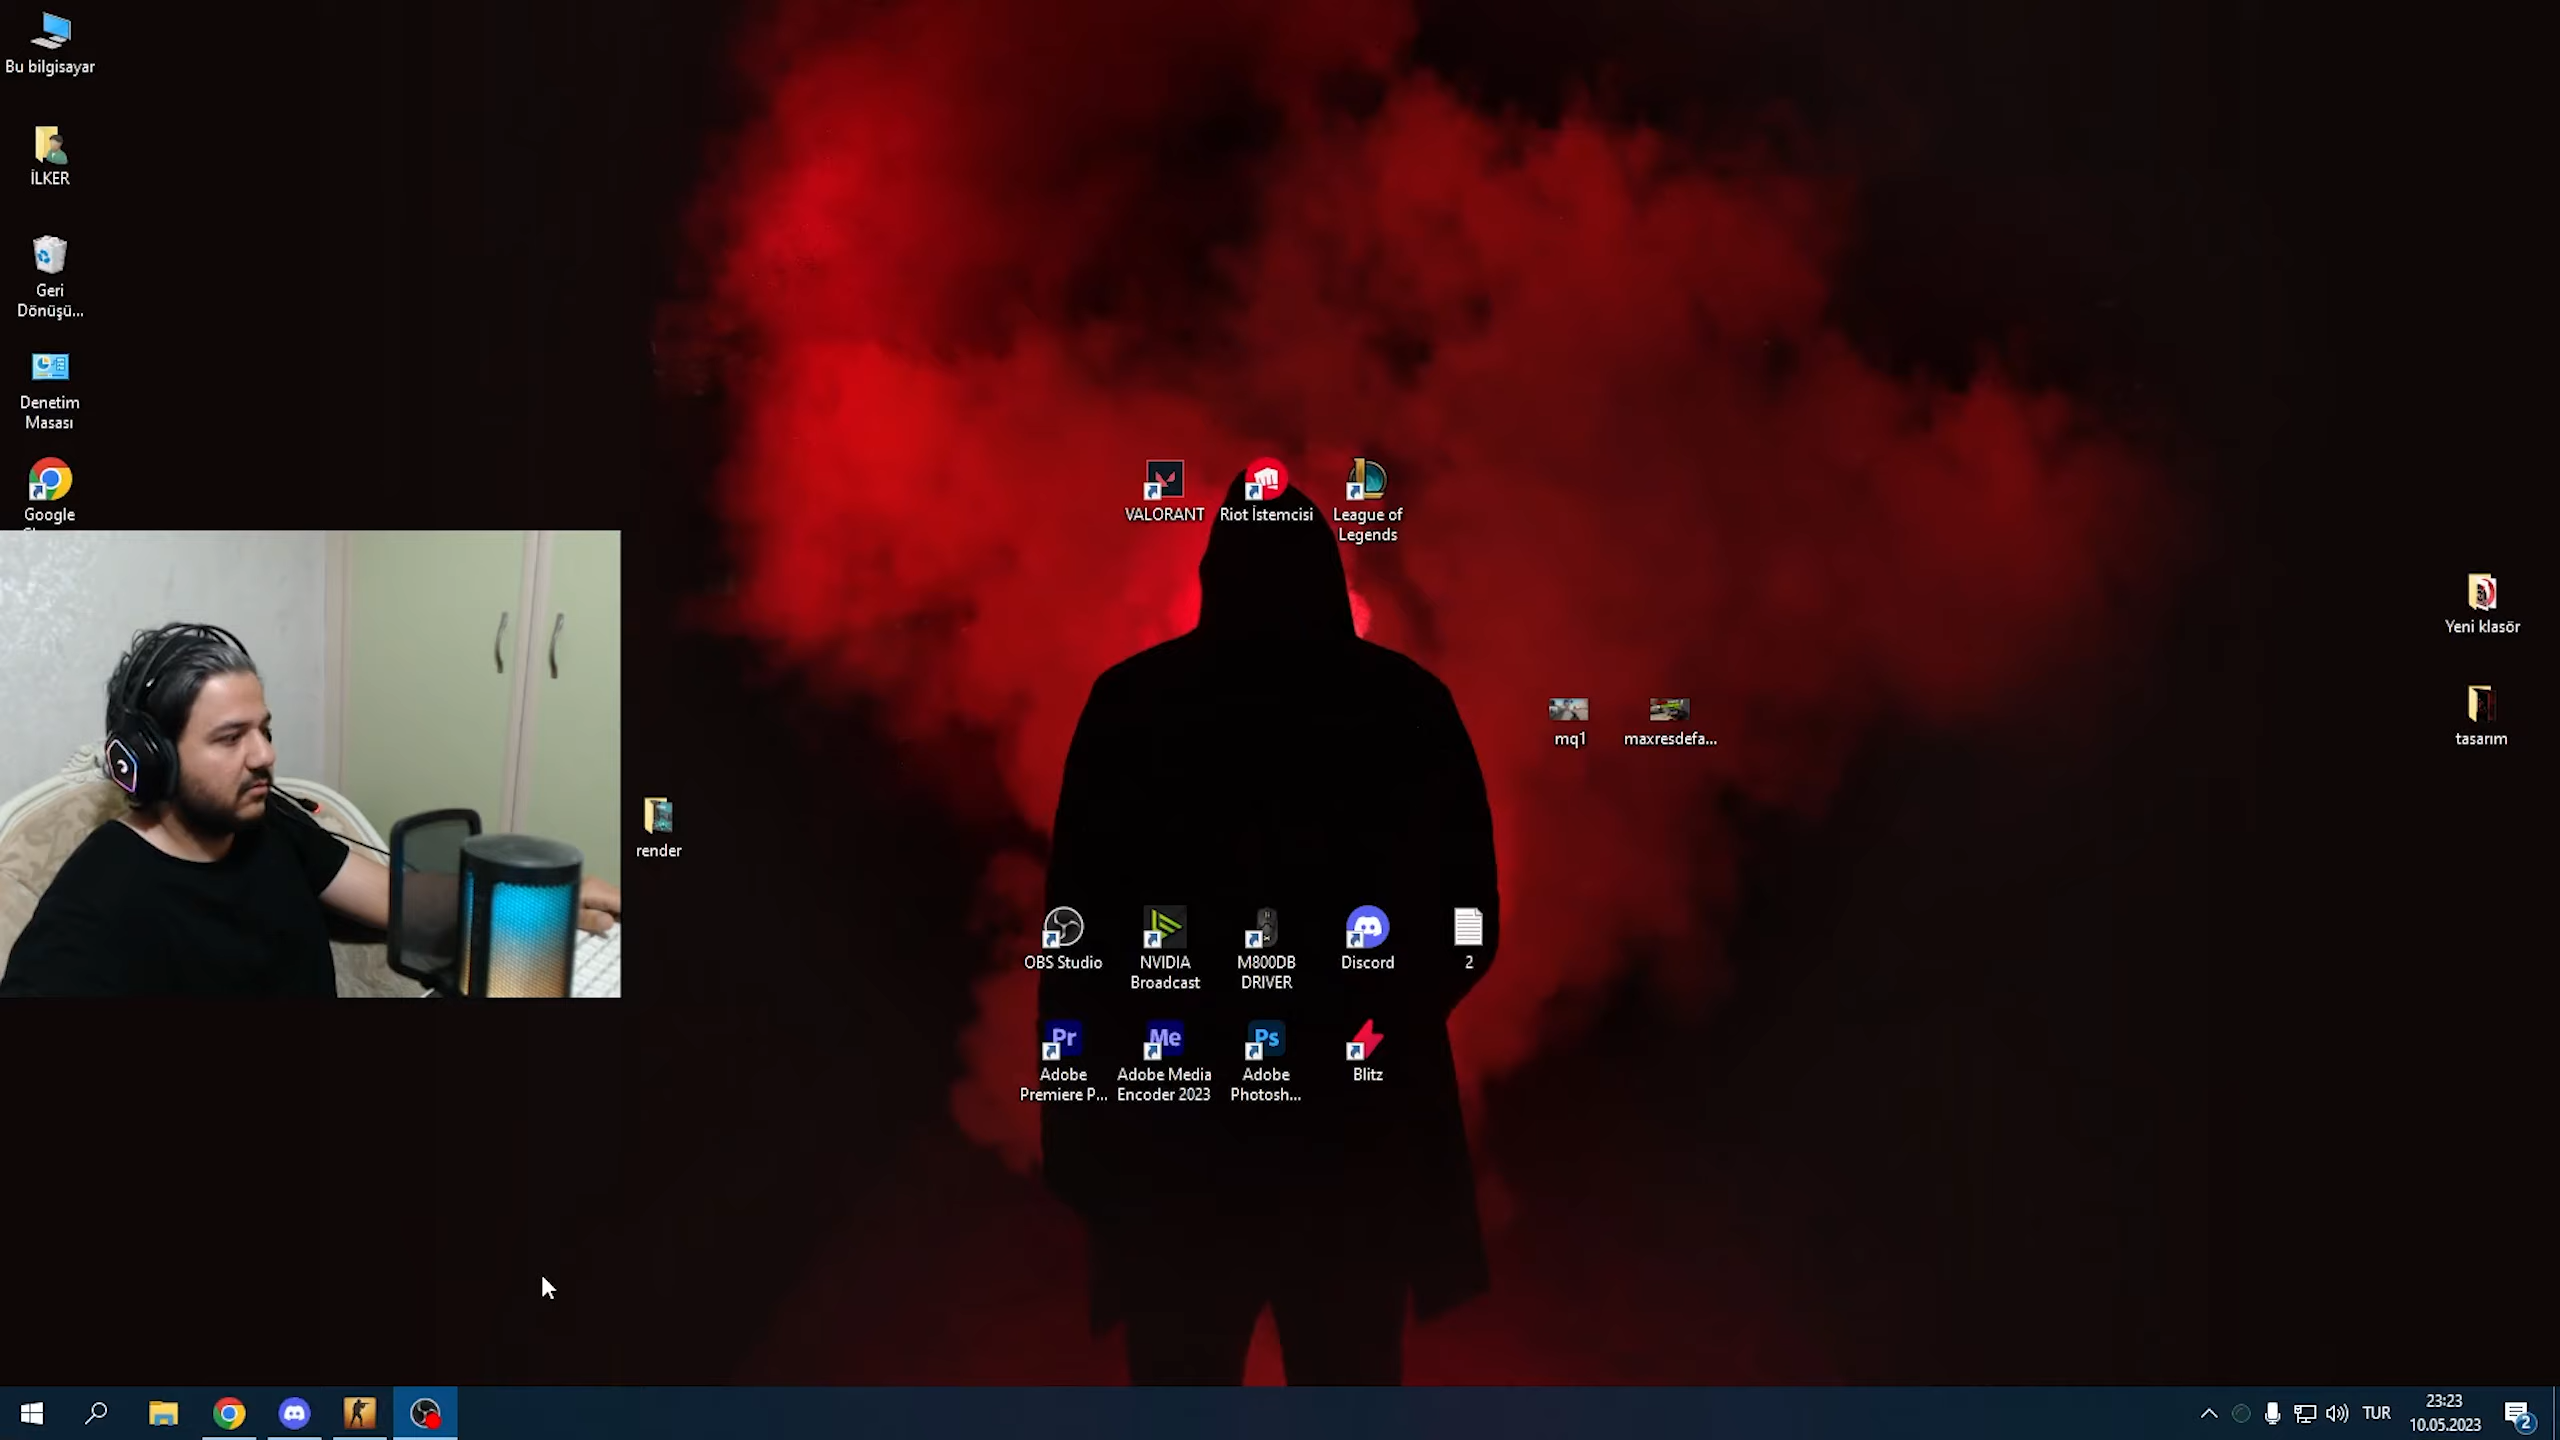 Bu bilgisayar
İLKER
Geri
Dönüşü...
Denetim
Masası
Google
VALORANT
Riot İstemcisi
League of
Legends
Yeni klasör
mq1
maxresdefa...
tasarım
render
OBS Studio
NVIDIA
Broadcast
M800DB
DRIVER
Discord
2
Pr
Adobe
Premiere P...
Me
Adobe Media
Encoder 2023
Ps
Adobe
Photosh...
Blitz
TUR
23:23
10.05.2023
2